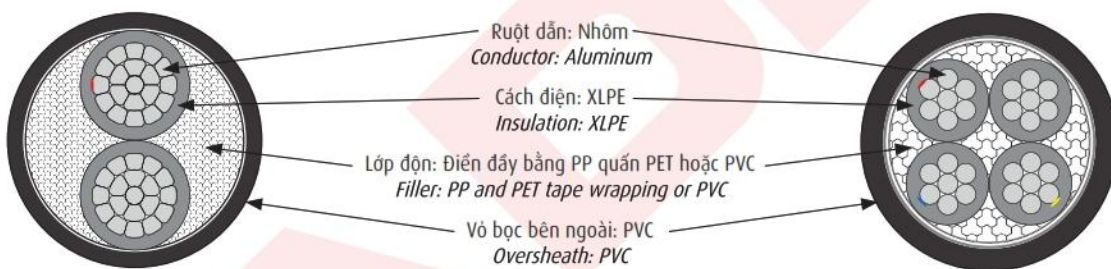 Ruột dẫn: Nhôm
Conductor: Aluminum
Cách điện: XLPE
Insulation: XLPE
Lớp độn: Điền đầy bằng PP quấn PET hoặc PVC
Filler: PP and PET tape wrapping or PVC
Vỏ bọc bên ngoài: PVC
Oversheath: PVC